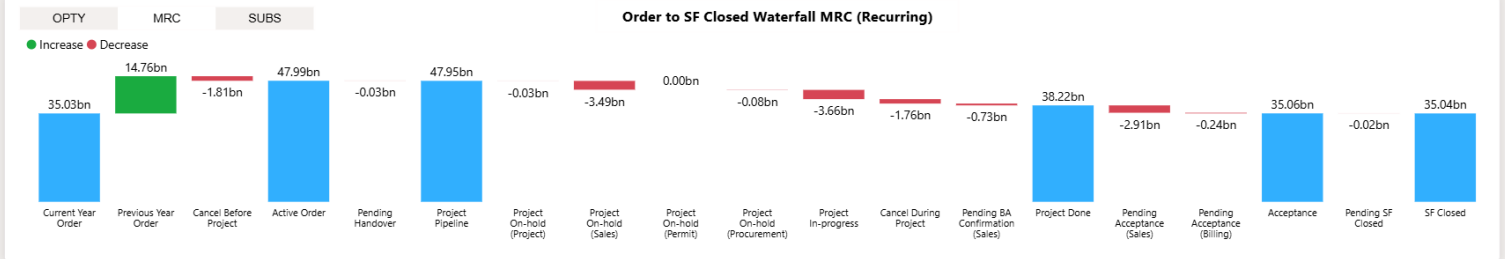 OPTY MRC SUBS
Order to SF Closed Waterfall MRC (Recurring)
Increase Decrease
35.03bn
14.76bn
-1.81bn
47.99bn
-0.03bn
47.95bn
-0.03bn
-3.49bn
0.00bn
-0.08bn
-3.66bn
-1.76bn
-0.73bn
38.22bn
-2.91bn
-0.24bn
35.06bn
-0.02bn
35.04bn
Current Year
Order
Previous Year
Order
Cancel Before
Project
Active Order
Pending
Handover
Project
Pipeline
Project
On-hold
(Project)
Project
On-hold
(Sales)
Project
On-hold
(Permit)
Project
On-hold
(Procurement)
Project
In-progress
Cancel During
Project
Pending BA
Confirmation
(Sales)
Project Done
Pending
Acceptance
(Sales)
Pending
Acceptance
(Billing)
Acceptance
Pending SF
Closed
SF Closed